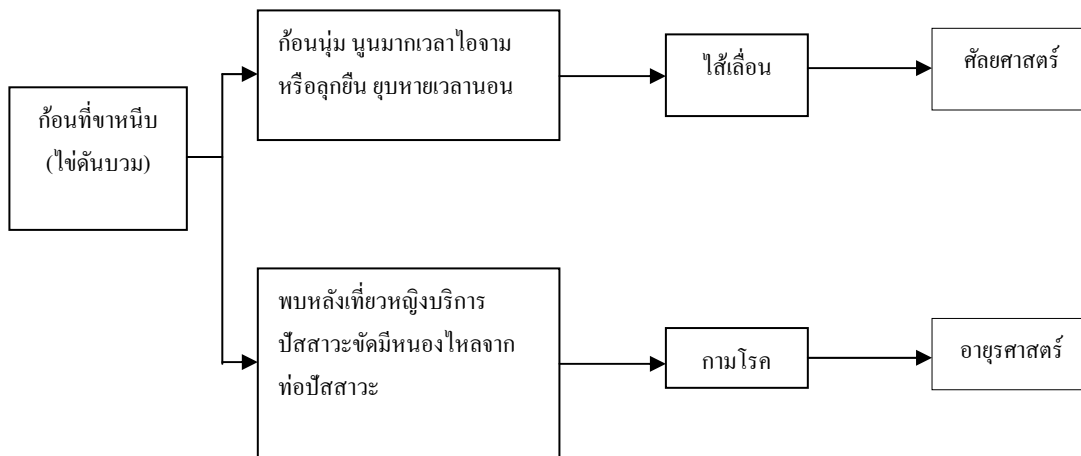 ก้อนที่ขาหนีบ
(ไข่ดันบวม)
ก้อนนุ่ม นูนมากเวลาไอจาม
หรือลุกยืน ยุบหายเวลานอน
ไส้เลื่อน
ศัลยศาสตร์
พบหลังเที่ยวหญิงบริการ
ปัสสาวะขัดมีหนองไหลจาก
ท่อปัสสาวะ
กามโรค
อายุรศาสตร์